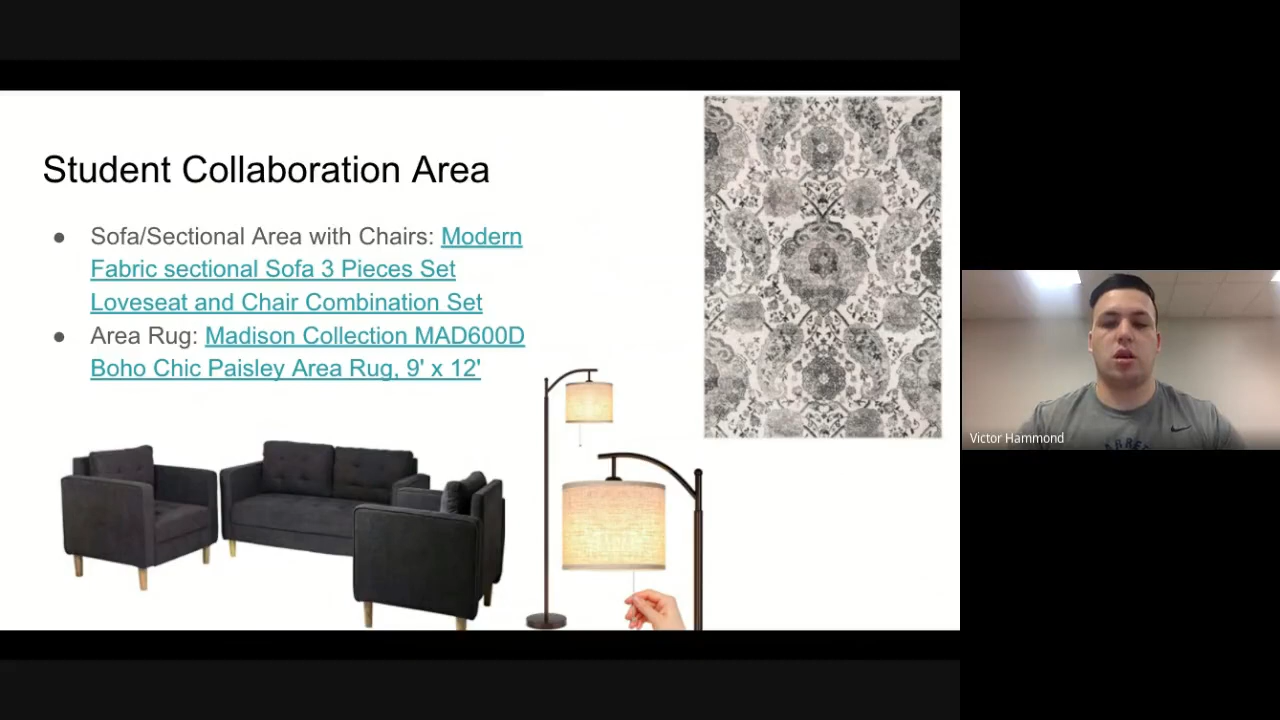 Student Collaboration Area
● Sofa/Sectional Area with Chairs: Modern
Fabric sectional Sofa 3 Pieces Set
Loveseat and Chair Combination Set
● Area Rug: Madison Collection MAD600D
Boho Chic Paisley Area Rug, 9' x 12'
Victor Hammond